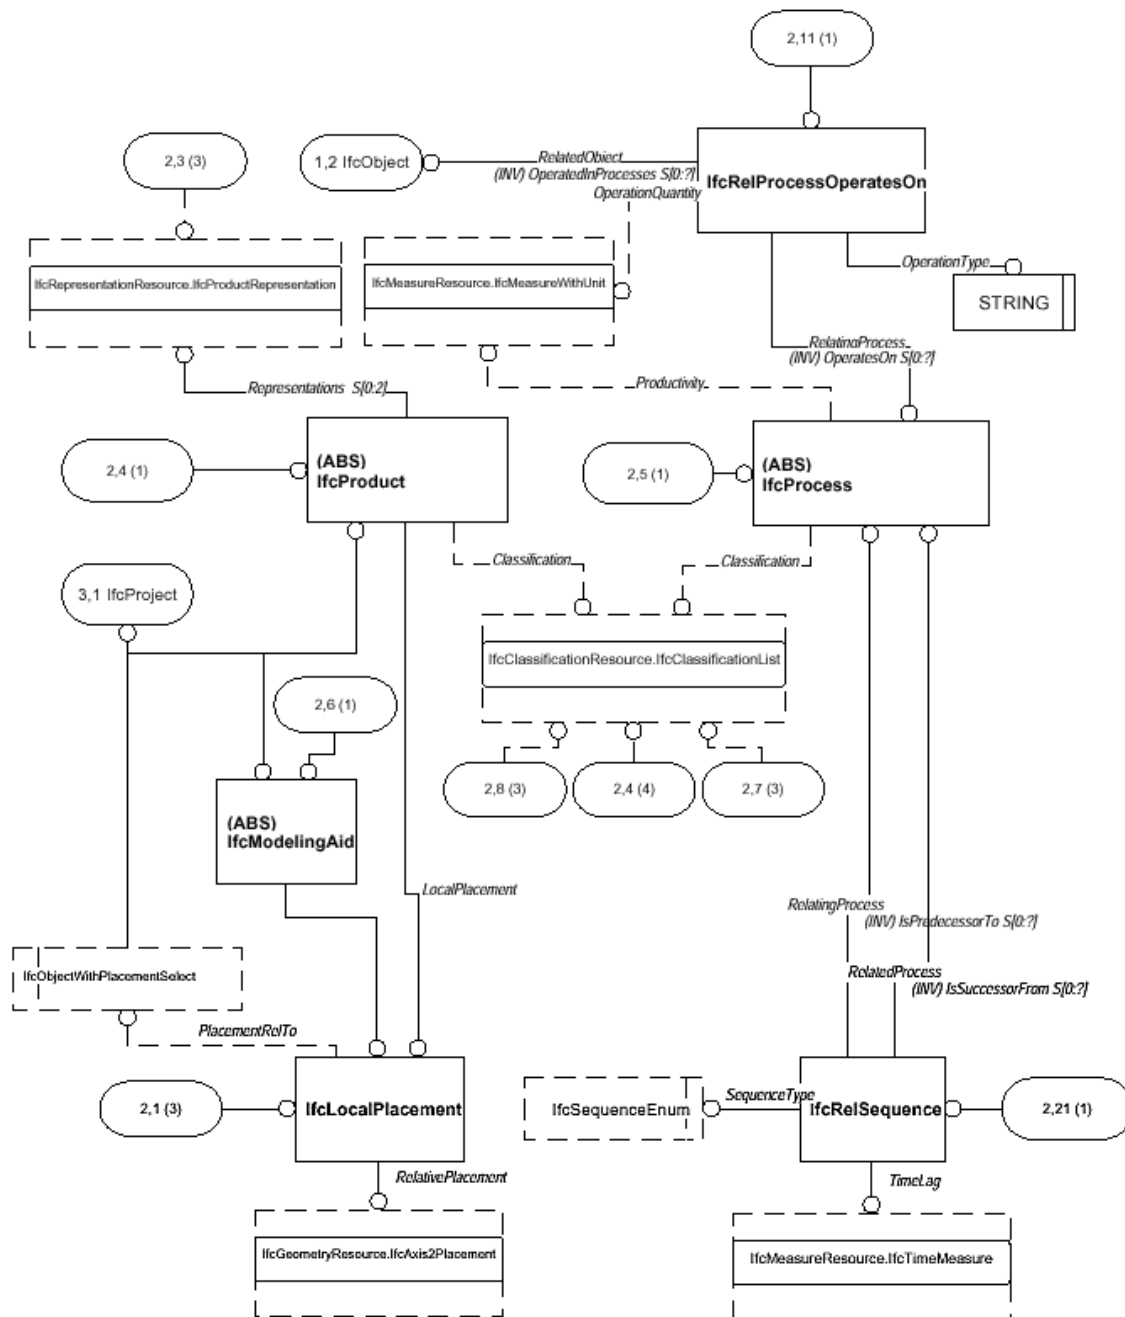 2,11 (1)
2,3 (3)
1,2 IfcObject
RelatedObject
(INV) OperatedInProcesses S[0:?]
OperationQuantity
IfcRelProcessOperatesOn
IfcRepresentationResource.IfcProductRepresentation
IfcMeasureResource.IfcMeasureWithUnit
OperationType
STRING
RelatingProcess
(INV) OperatesOn S[0:?]
Representations S[0:2]
Productivity
2,4 (1)
(ABS)
IfcProduct
2,5 (1)
(ABS)
IfcProcess
Classification
Classification
3,1 IfcProject
IfcClassificationResource.IfcClassificationList
2,6 (1)
2,8 (3)
2,4 (4)
2,7 (3)
(ABS)
IfcModelingAid
LocalPlacement
RelatingProcess
(INV) IsPredecessorTo S[0:?]
IfcObjectWithPlacementSelect
RelatedProcess
(INV) IsSuccessorFrom S[0:?]
PlacementRelTo
2,1 (3)
IfcLocalPlacement
IfcSequenceEnum
SequenceType
IfcRelSequence
2,21 (1)
RelativePlacement
TimeLag
IfcGeometryResource.IfcAxis2Placement
IfcMeasureResource.IfcTimeMeasure